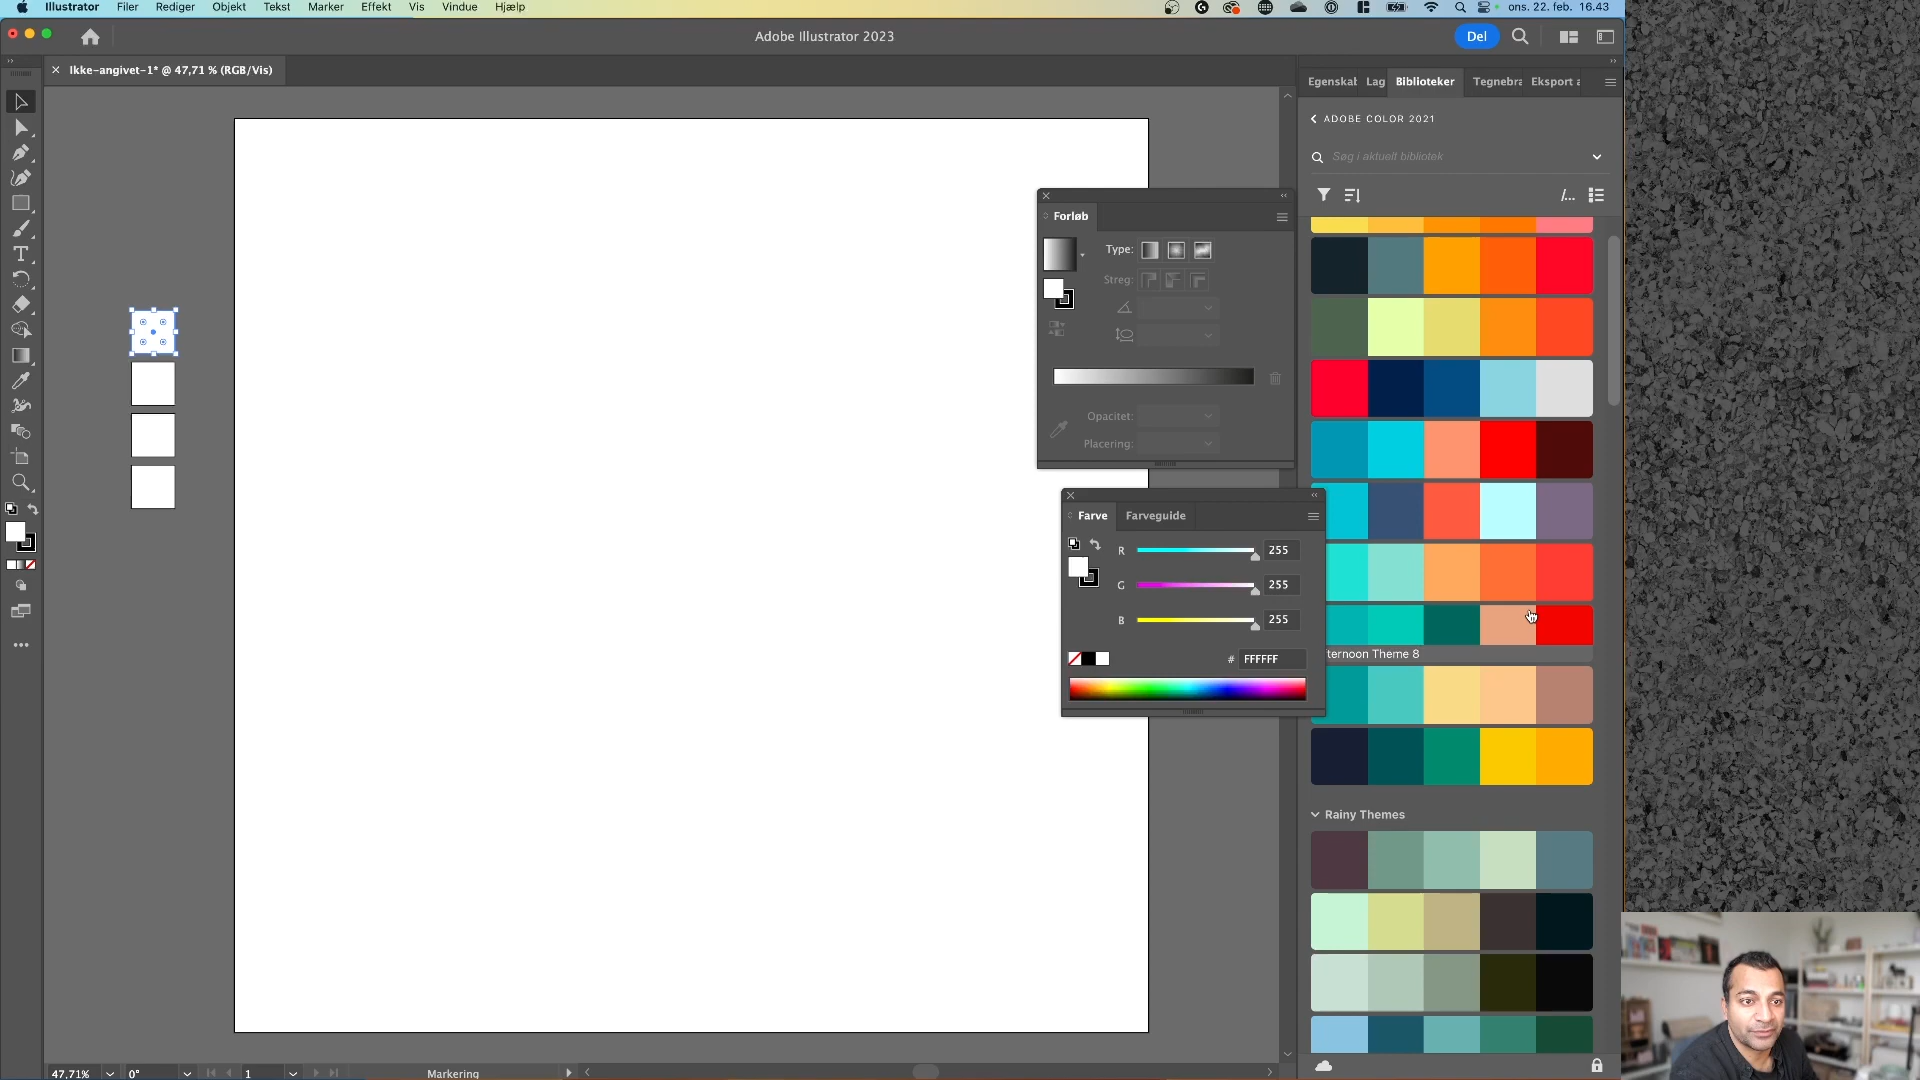 Illustrator Filer Rediger Objekt Tekst Marker Effekt Vis Vindue Hjælp ons. 22. feb. 16.43
Adobe Illustrator 2023
Del
Ikke-angivet-1* @ 47,71 % (RGB/Vis)
Egenskal Lag Biblioteker Tegnebra Eksport a
ADOBE COLOR 2021
Søg i aktuelt bibliotek
/...
Forløb
Type:
Streg:
Opacitet:
Placering:
Farve Farveguide
R 255
G 255
B 255
# FFFFFF
ternoon Theme 8
Rainy Themes
47,71% 0° 1 Markering